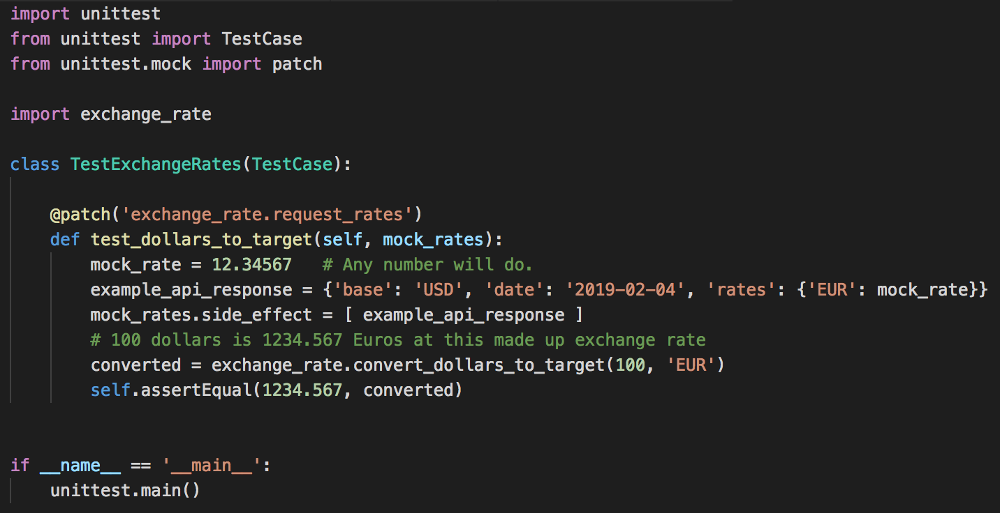 import unittest
from unittest import TestCase
from unittest.mock import patch

import exchange_rate

class TestExchangeRates(TestCase):

    @patch('exchange_rate.request_rates')
    def test_dollars_to_target(self, mock_rates):
        mock_rate = 12.34567   # Any number will do.
        example_api_response = {'base': 'USD', 'date': '2019-02-04', 'rates': {'EUR': mock_rate}}
        mock_rates.side_effect = [ example_api_response ]
        # 100 dollars is 1234.567 Euros at this made up exchange rate
        converted = exchange_rate.convert_dollars_to_target(100, 'EUR')
        self.assertEqual(1234.567, converted)


if __name__ == '__main__':
    unittest.main()